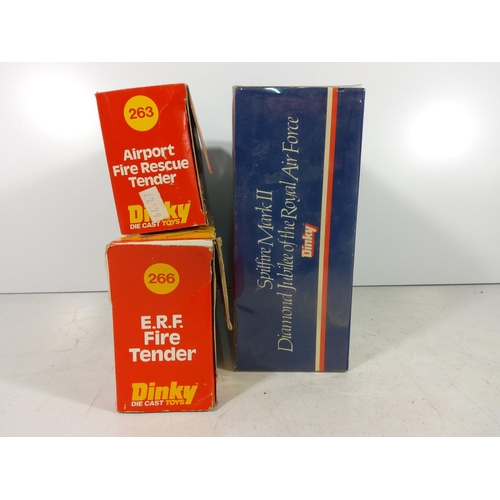 263
Airport
Fire Rescue
Tender
Dinky
DIE CAST TOYS
266
E.R.F.
Fire
Tender
Dinky
DIE CAST TOYS
Spitfire Mark II
Diamond Jubilee of the Royal Air Force
Dinky